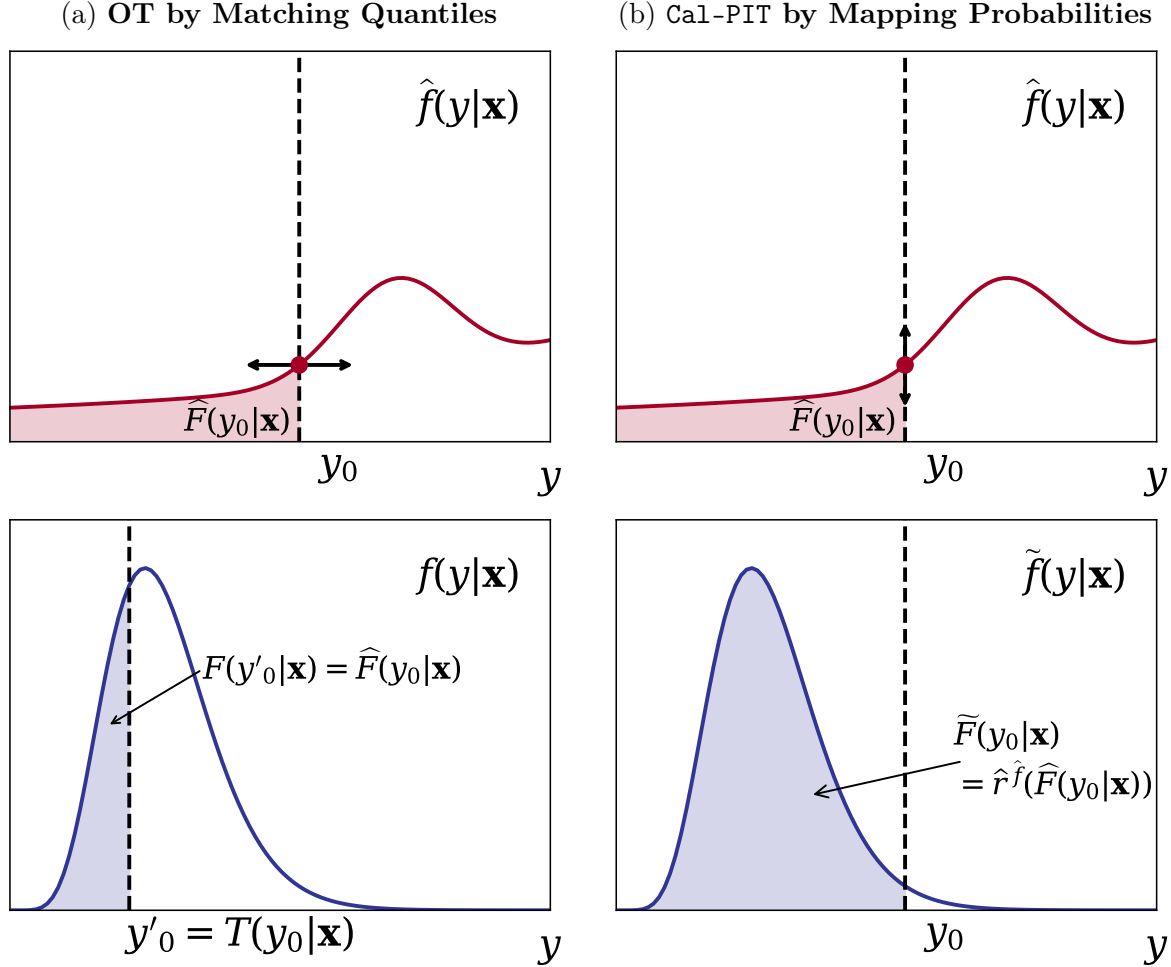 (a) OT by Matching Quantiles
f̂(y|x)
F̂(y₀|x)
y₀
y
f(y|x)
F(y'₀|x) = F̂(y₀|x)
y'₀ = T(y₀|x)
y
(b) Cal-PIT by Mapping Probabilities
f̂(y|x)
F̂(y₀|x)
y₀
y
f̃(y|x)
F̃(y₀|x)
= r̂^f̂(F̂(y₀|x))
y₀
y